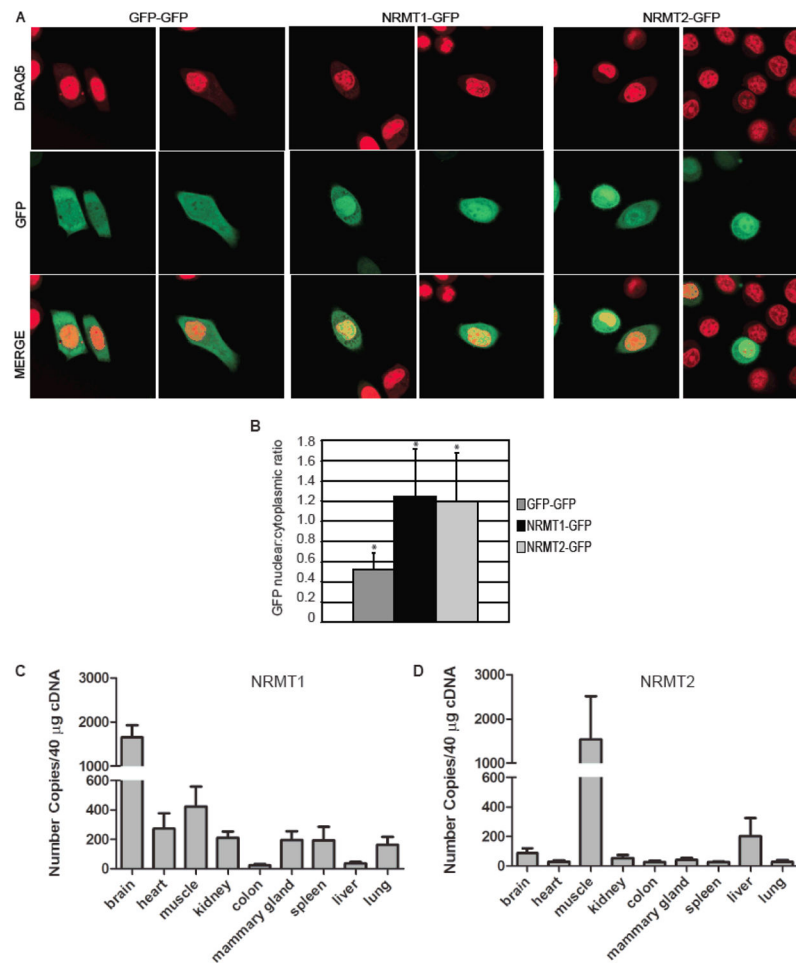 A
GFP-GFP
NRMT1-GFP
NRMT2-GFP
DRAQ5
GFP
MERGE
B
GFP nuclear:cytoplasmic ratio
1.8
1.6
1.4
1.2
1.0
0.8
0.6
0.4
0.2
0
*
*
*
GFP-GFP
NRMT1-GFP
NRMT2-GFP
C
NRMT1
Number Copies/40 µg cDNA
3000
2000
1000
600
400
200
0
brain
heart
muscle
kidney
colon
mammary gland
spleen
liver
lung
D
NRMT2
Number Copies/40 µg cDNA
3000
2000
1000
600
400
200
0
brain
heart
muscle
kidney
colon
mammary gland
spleen
liver
lung